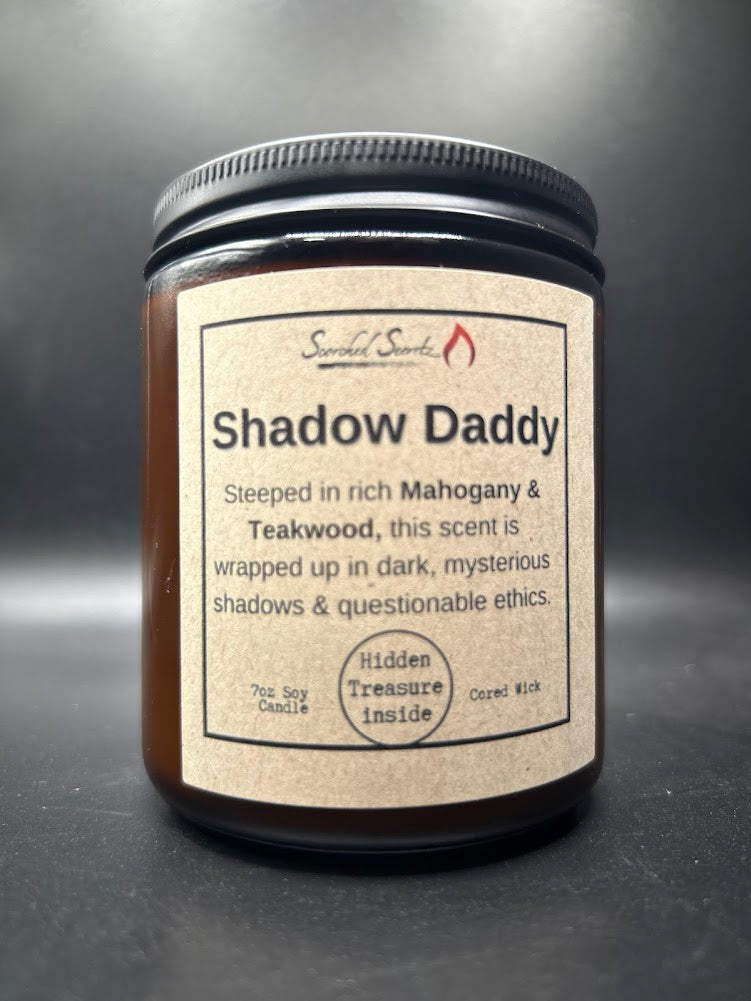 Scorched Secretz
Shadow Daddy
Steeped in rich Mahogany &
Teakwood, this scent is
wrapped up in dark, mysterious
shadows & questionable ethics.
Hidden
Treasure
inside
7oz Soy
Candle
Cored Wick